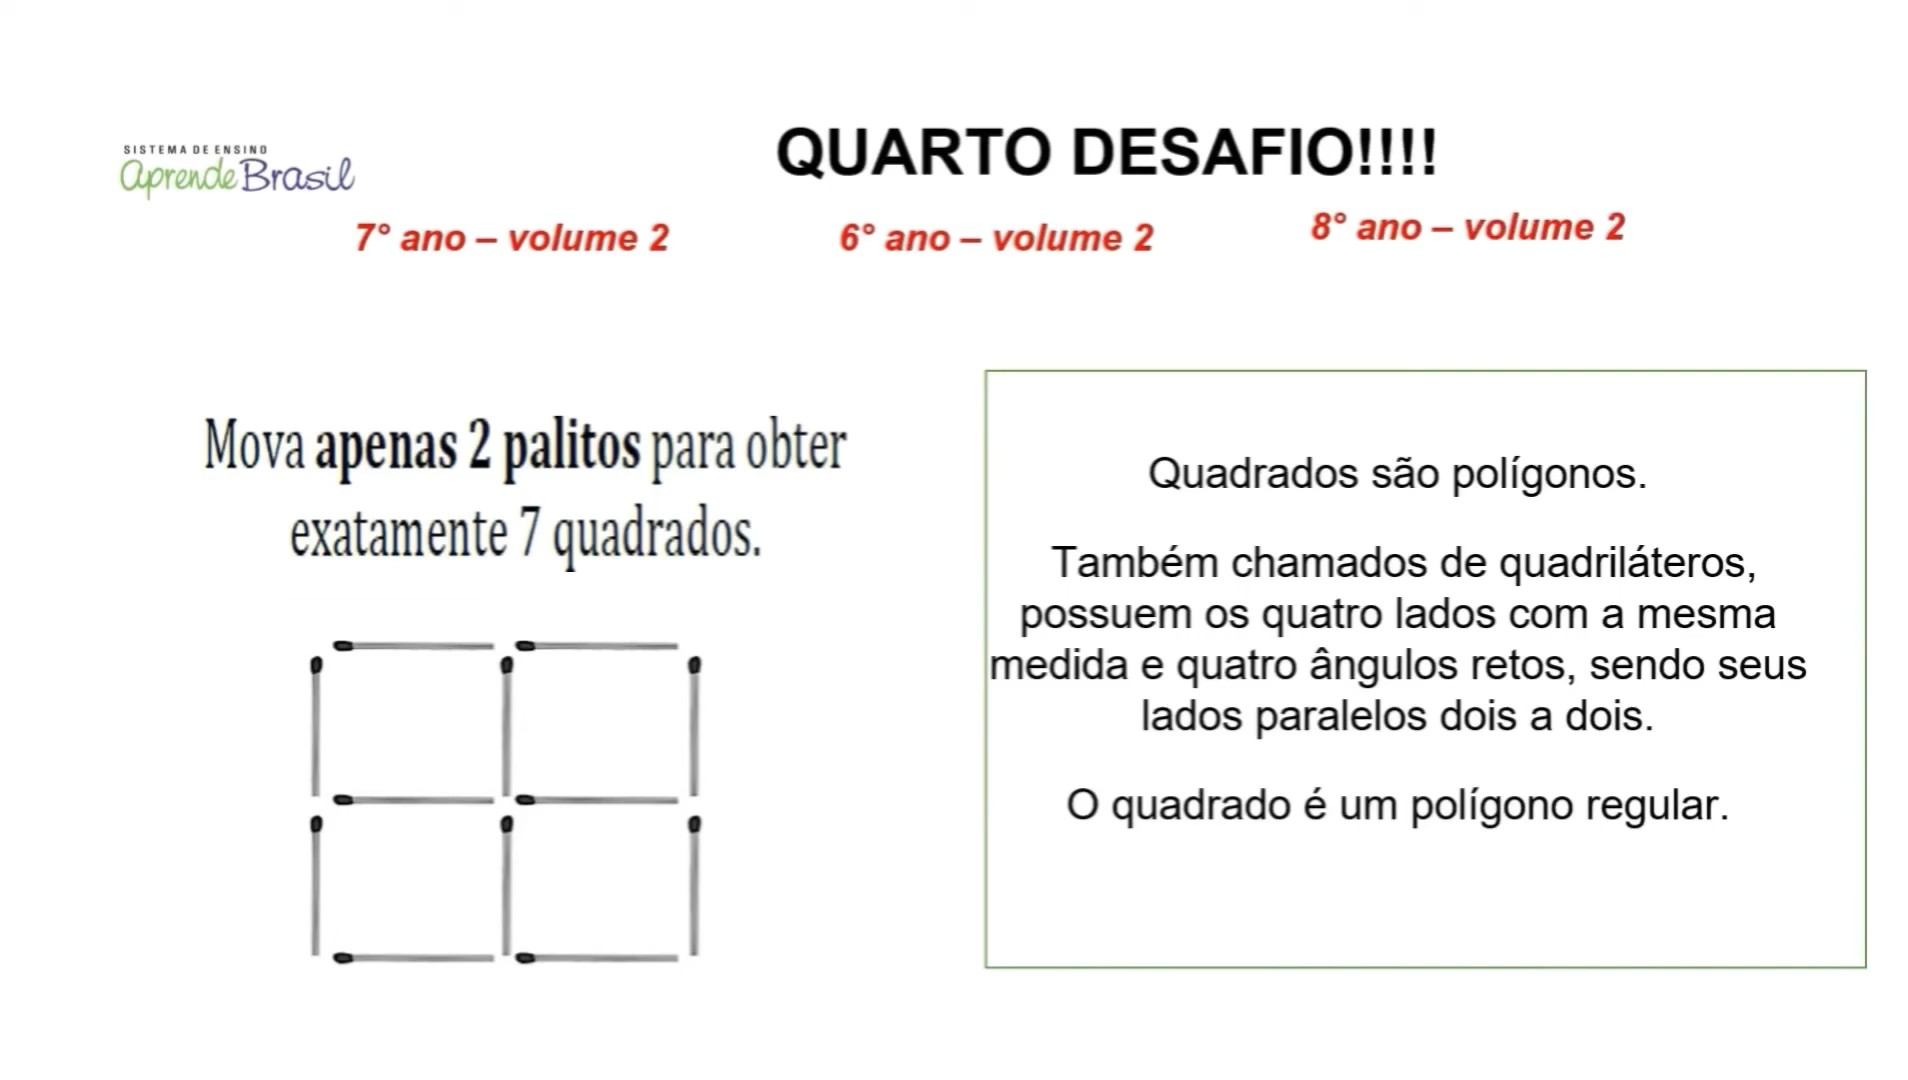 QUARTO DESAFIO!!!!
SISTEMA DE ENSINO
aprende Brasil
7° ano – volume 2
6° ano – volume 2
8° ano – volume 2
Mova apenas 2 palitos para obter
exatamente 7 quadrados.
Quadrados são polígonos.
Também chamados de quadriláteros,
possuem os quatro lados com a mesma
medida e quatro ângulos retos, sendo seus
lados paralelos dois a dois.
O quadrado é um polígono regular.